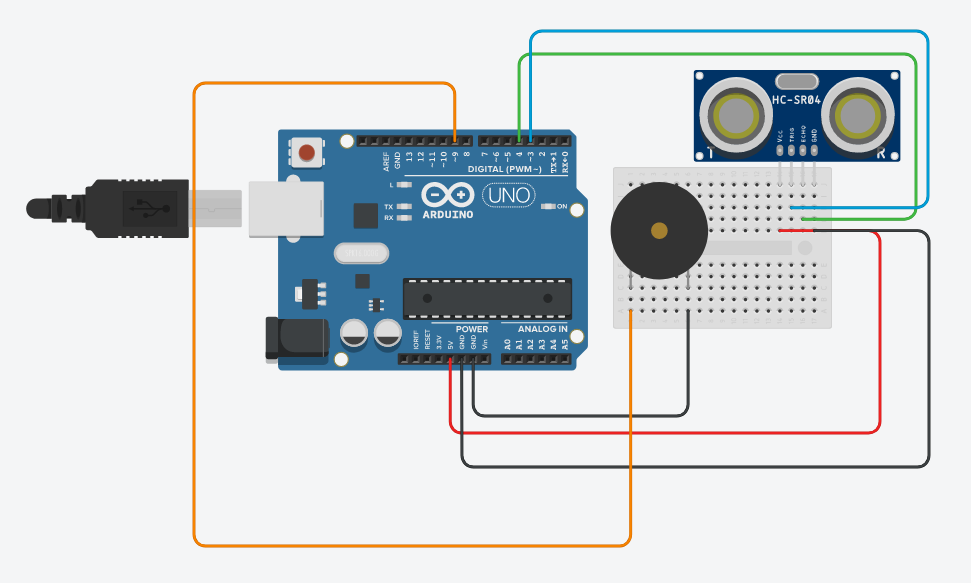 HC-SR04
VCC
TRIG
ECHO
GND
T
R
AREF
GND
13
12
~11
~10
~9
8
7
~6
~5
4
~3
2
TX→1
RX←0
DIGITAL (PWM~)
L
TX
RX
ARDUINO
UNO
ON
POWER
ANALOG IN
IOREF
RESET
3.3V
5V
GND
GND
Vin
A0
A1
A2
A3
A4
A5